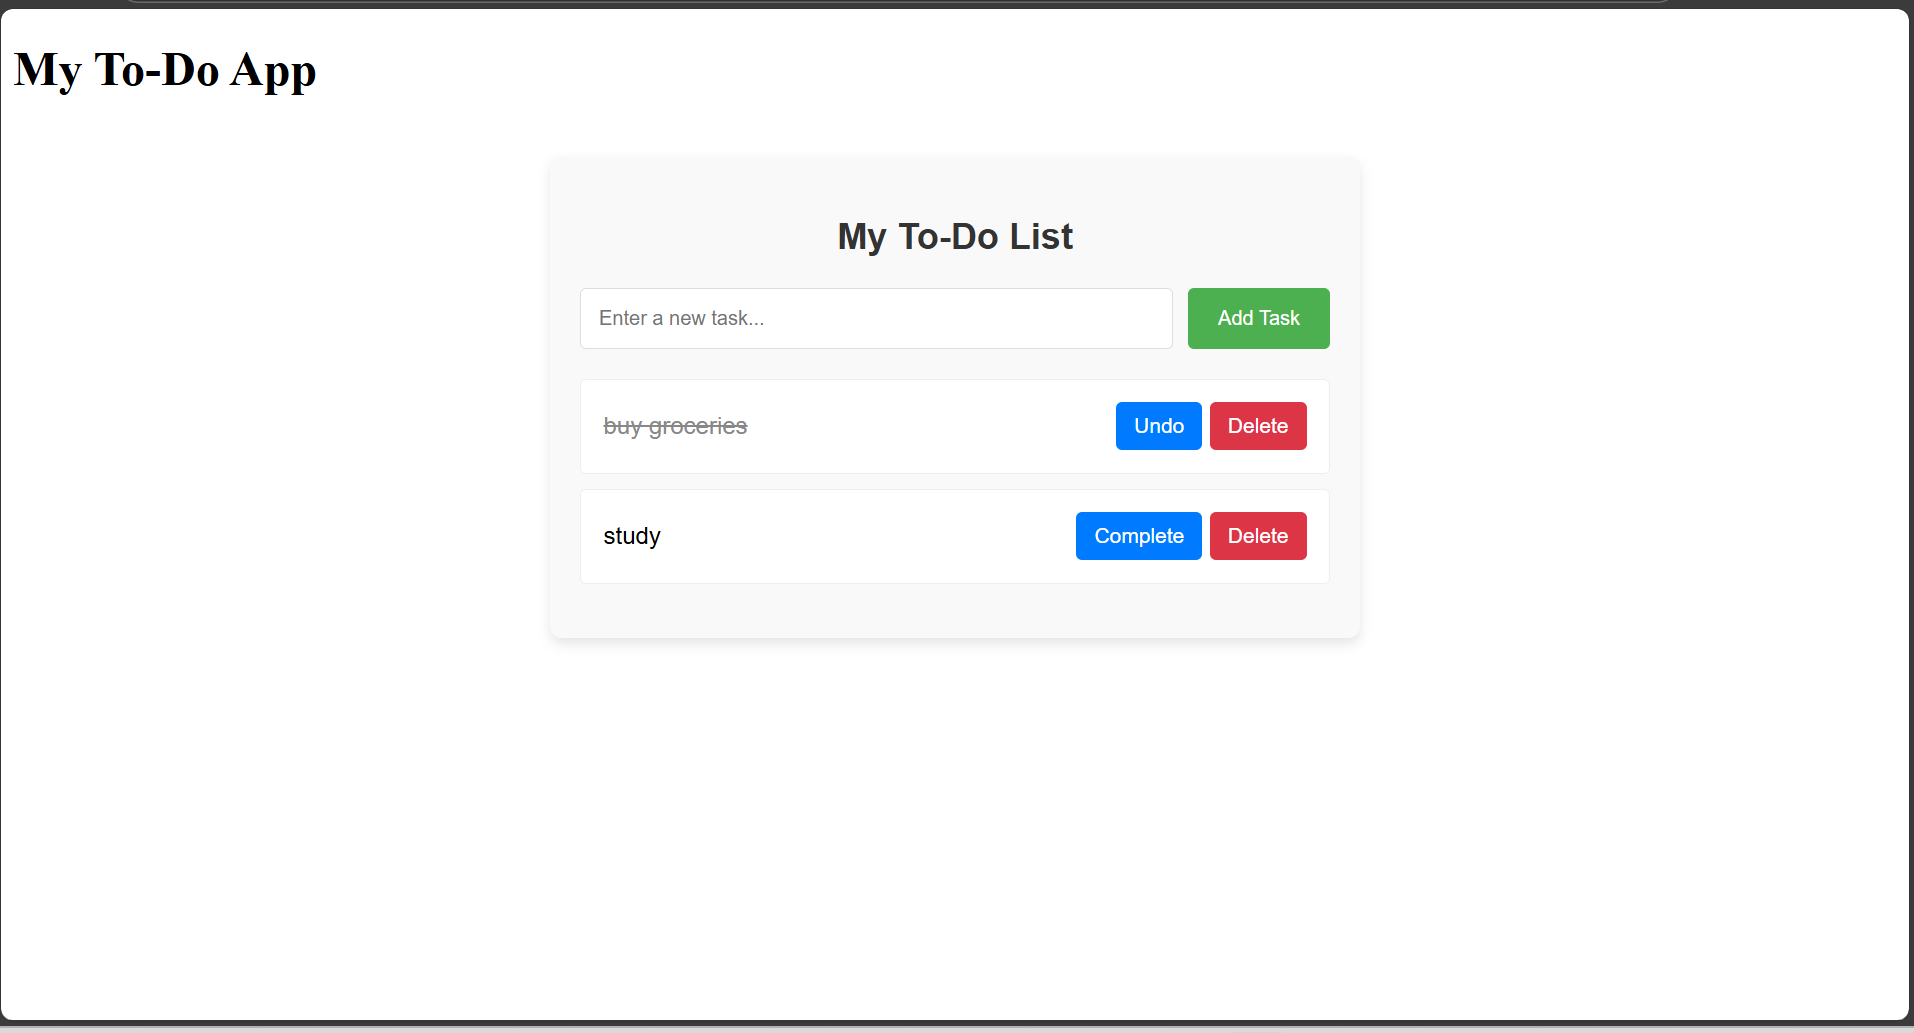 My To-Do App
My To-Do List
Enter a new task...
Add Task
buy groceries
Undo
Delete
study
Complete
Delete